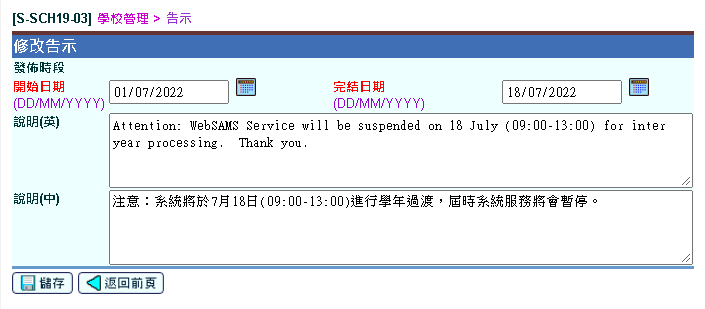 [S-SCH19-03] 學校管理 > 告示
修改告示
發佈時段
開始日期
(DD/MM/YYYY)
01/07/2022
完結日期
(DD/MM/YYYY)
18/07/2022
說明(英)
Attention: WebSAMS Service will be suspended on 18 July (09:00-13:00) for inter
year processing.  Thank you.
說明(中)
注意：系統將於7月18日(09:00-13:00)進行學年過渡，屆時系統服務將會暫停。
儲存 返回前頁